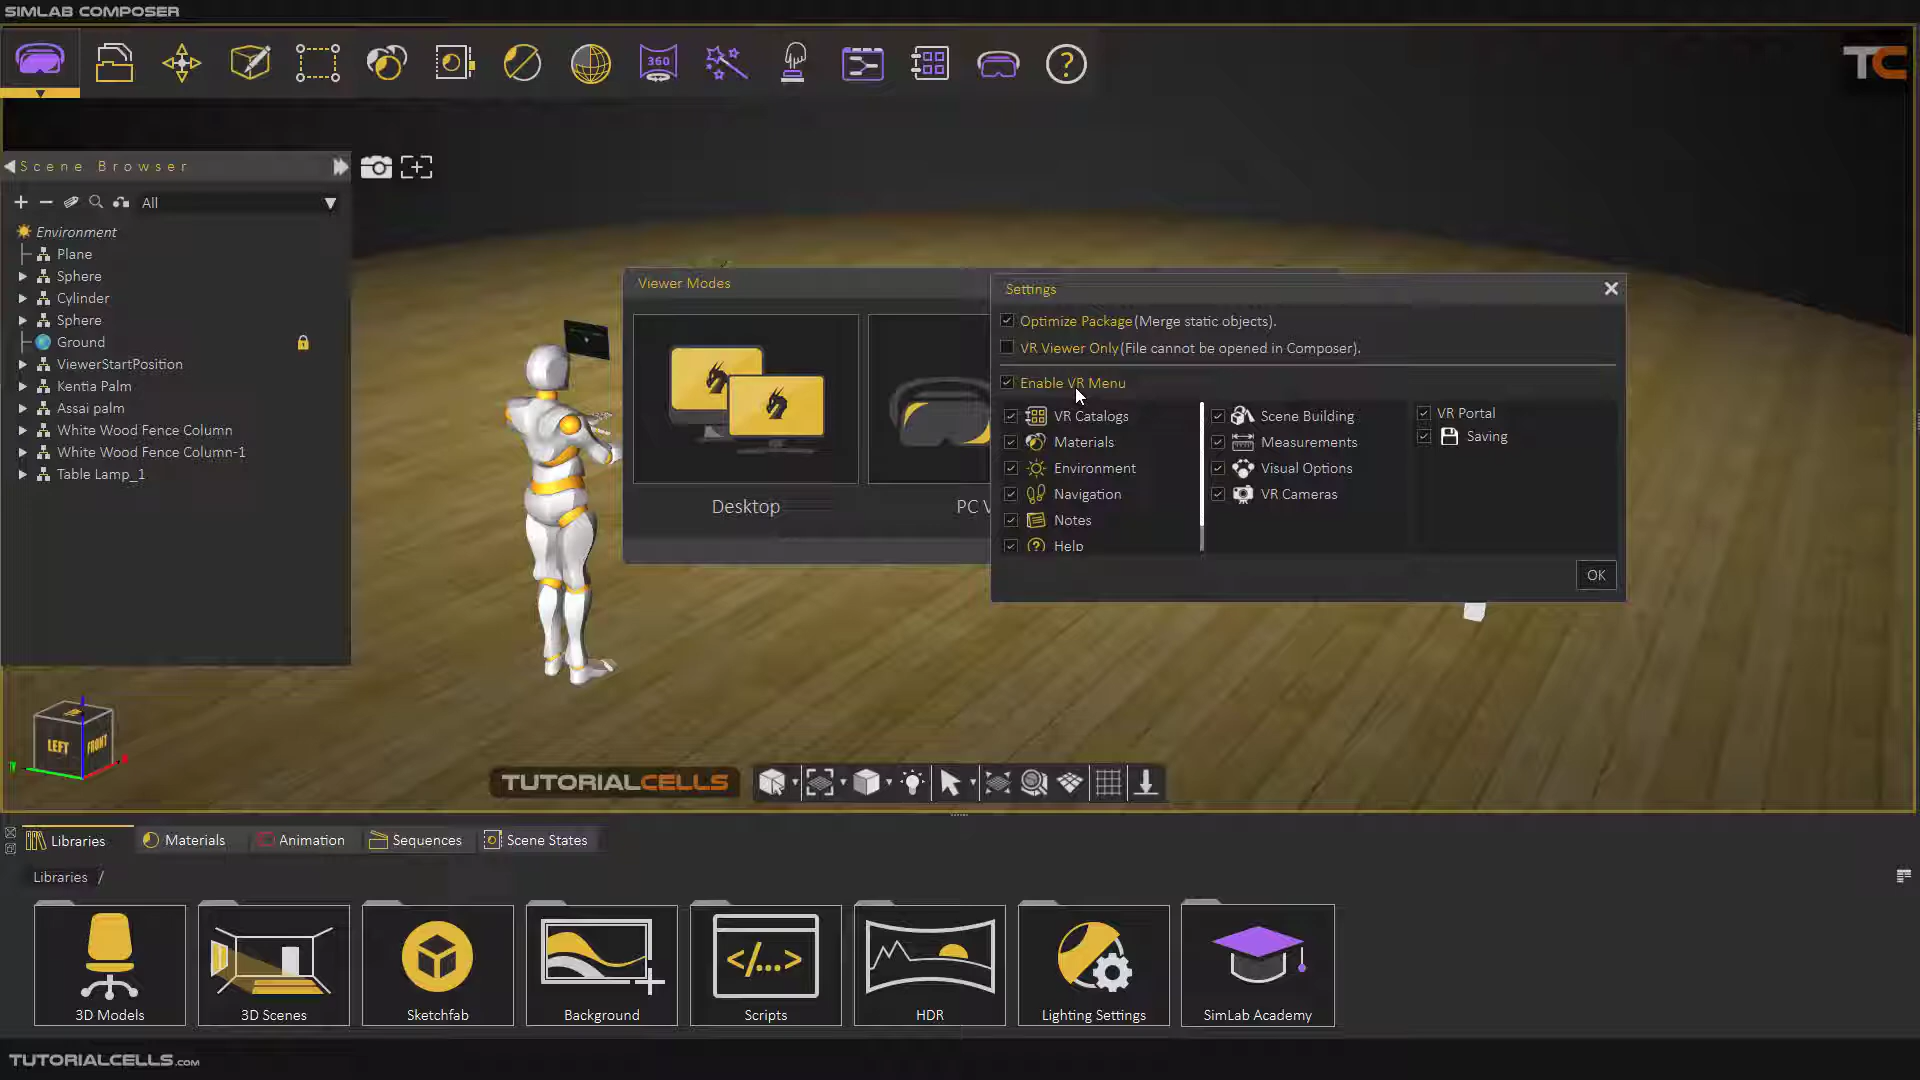 SIMLAB COMPOSER
360
?
TC
Scene Browser
All
Environment
Plane
Sphere
Cylinder
Sphere
Ground
ViewerStartPosition
Kentia Palm
Assai palm
White Wood Fence Column
White Wood Fence Column-1
Table Lamp_1
Viewer Modes
Desktop
PC V
Settings
Optimize Package(Merge static objects).
VR Viewer Only(File cannot be opened in Composer).
Enable VR Menu
VR Catalogs
Materials
Environment
Navigation
Notes
Help
Scene Building
Measurements
Visual Options
VR Cameras
VR Portal
Saving
OK
LEFT
FRONT
TUTORIALCELLS
Libraries
Materials
Animation
Sequences
Scene States
Libraries /
</...>
3D Models
3D Scenes
Sketchfab
Background
Scripts
HDR
Lighting Settings
SimLab Academy
TUTORIALCELLS.com